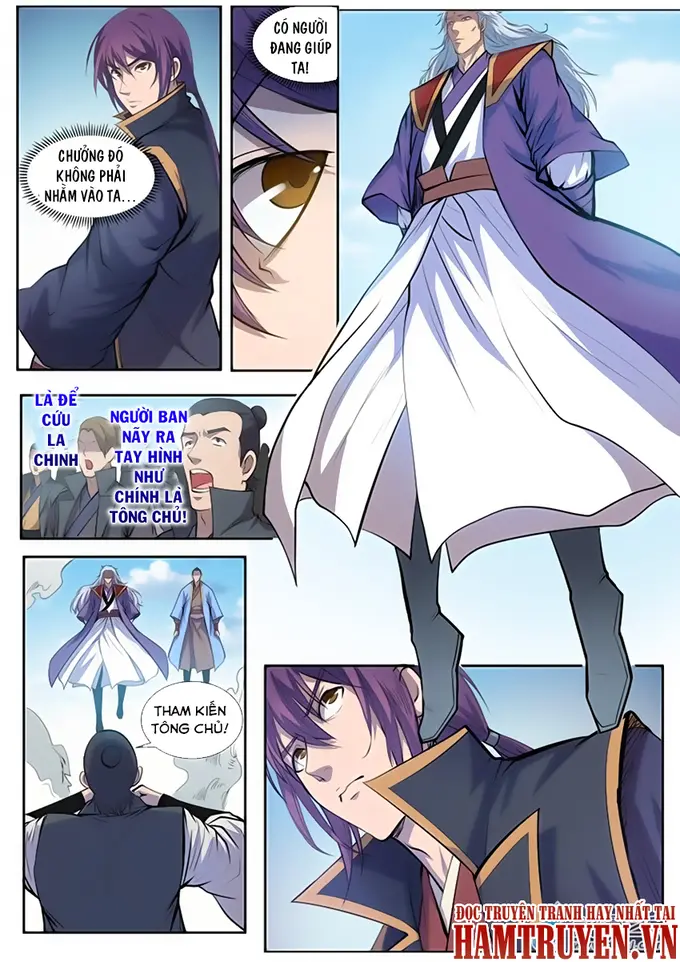 CHƯỞNG ĐÓ
KHÔNG PHẢI
NHẰM VÀO TA...
CÓ NGƯỜI
ĐANG GIÚP
TA!
LÀ ĐỂ
CỨU
LA
CHINH
NGƯỜI BAN
NÃY RA
TAY HÌNH
NHƯ
CHÍNH LÀ
TÔNG CHỦ!
THAM KIẾN
TÔNG CHỦ!
ĐỌC TRUYỆN TRANH HAY NHẤT TẠI
HAMTRUYEN.VN